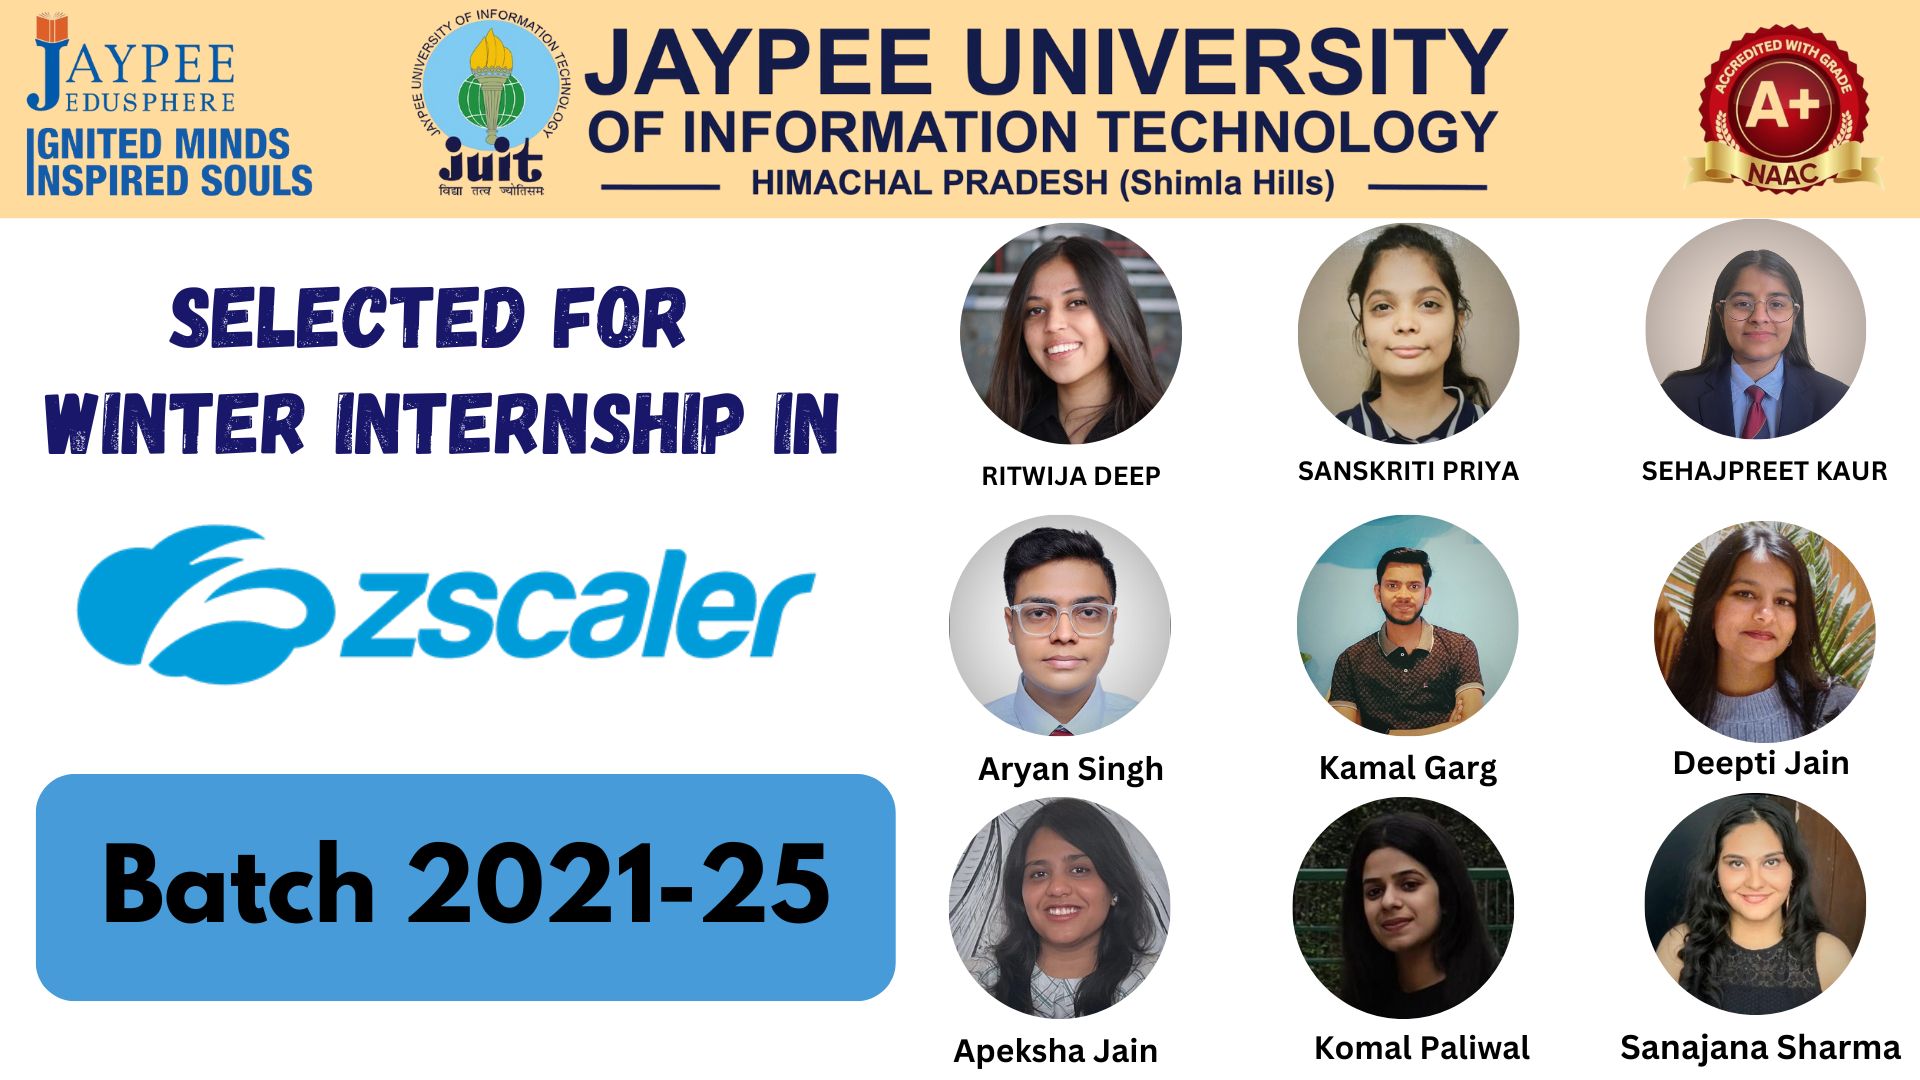 JAYPEE
EDUSPHERE
IGNITED MINDS
INSPIRED SOULS
JAYPEE UNIVERSITY OF INFORMATION TECHNOLOGY
juit
विद्या तत्व ज्योतिसमः
JAYPEE UNIVERSITY
OF INFORMATION TECHNOLOGY
HIMACHAL PRADESH (Shimla Hills)
ACCREDITED WITH GRADE
A+
NAAC
SELECTED FOR
WINTER INTERNSHIP IN
zscaler
Batch 2021-25
RITWIJA DEEP
SANSKRITI PRIYA
SEHAJPREET KAUR
Aryan Singh
Kamal Garg
Deepti Jain
Apeksha Jain
Komal Paliwal
Sanajana Sharma